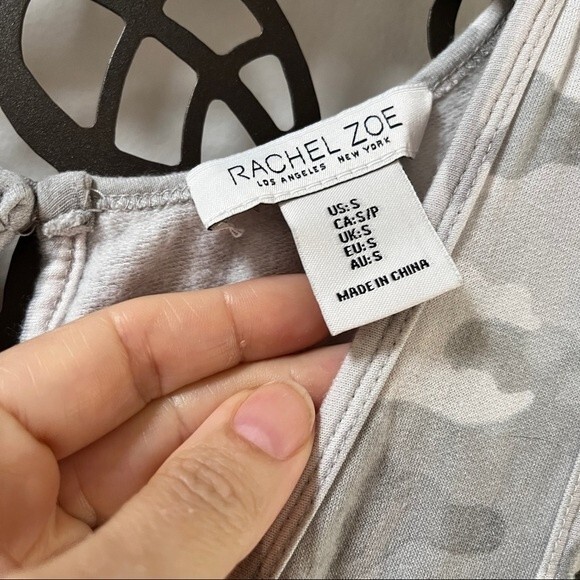 RACHEL ZOE
LOS ANGELES NEW YORK
US: S
CA: S/P
UK: S
EU: S
AU: S
MADE IN CHINA